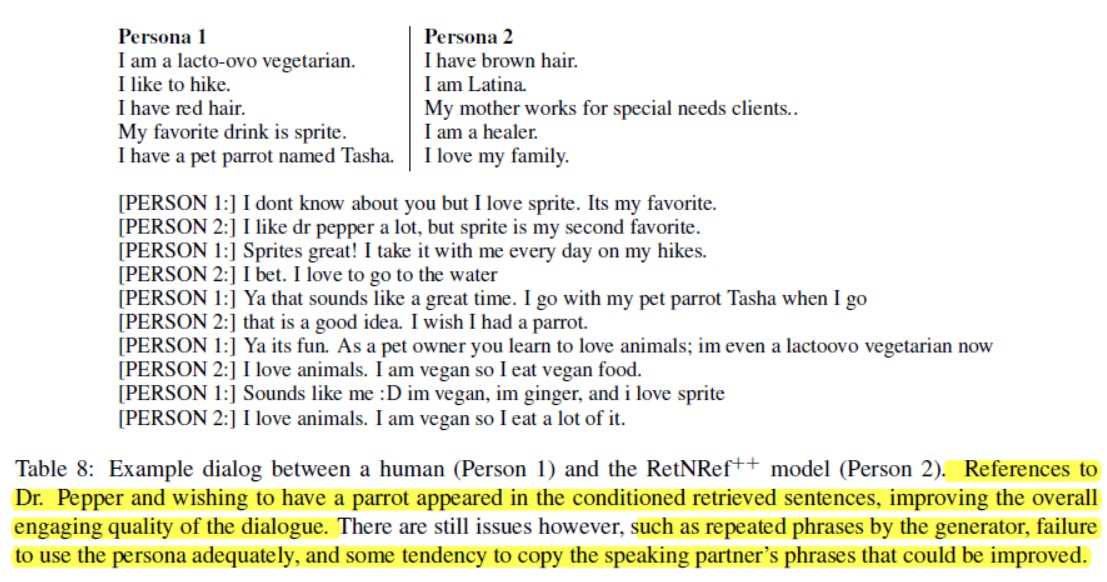 Persona 1
I am a lacto-ovo vegetarian.
I like to hike.
I have red hair.
My favorite drink is sprite.
I have a pet parrot named Tasha.
Persona 2
I have brown hair.
I am Latina.
My mother works for special needs clients..
I am a healer.
I love my family.
[PERSON 1:] I dont know about you but I love sprite. Its my favorite.
[PERSON 2:] I like dr pepper a lot, but sprite is my second favorite.
[PERSON 1:] Sprites great! I take it with me every day on my hikes.
[PERSON 2:] I bet. I love to go to the water
[PERSON 1:] Ya that sounds like a great time. I go with my pet parrot Tasha when I go
[PERSON 2:] that is a good idea. I wish I had a parrot.
[PERSON 1:] Ya its fun. As a pet owner you learn to love animals; im even a lactoovo vegetarian now
[PERSON 2:] I love animals. I am vegan so I eat vegan food.
[PERSON 1:] Sounds like me :D im vegan, im ginger, and i love sprite
[PERSON 2:] I love animals. I am vegan so I eat a lot of it.
Table 8: Example dialog between a human (Person 1) and the RetNRef++ model (Person 2). References to
Dr. Pepper and wishing to have a parrot appeared in the conditioned retrieved sentences, improving the overall
engaging quality of the dialogue. There are still issues however, such as repeated phrases by the generator, failure
to use the persona adequately, and some tendency to copy the speaking partner's phrases that could be improved.